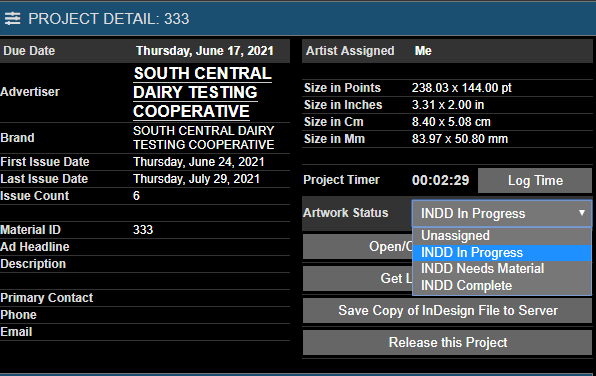 PROJECT DETAIL: 333
Due Date Thursday, June 17, 2021
Advertiser SOUTH CENTRAL
DAIRY TESTING
COOPERATIVE
Brand SOUTH CENTRAL DAIRY
TESTING COOPERATIVE
First Issue Date Thursday, June 24, 2021
Last Issue Date Thursday, July 29, 2021
Issue Count 6
Material ID 333
Ad Headline
Description
Primary Contact
Phone
Email
Artist Assigned Me
Size in Points 238.03 x 144.00 pt
Size in Inches 3.31 x 2.00 in
Size in Cm 8.40 x 5.08 cm
Size in Mm 83.97 x 50.80 mm
Project Timer 00:02:29 Log Time
Artwork Status INDD In Progress
Unassigned
INDD In Progress
INDD Needs Material
INDD Complete
Get
Save Copy of InDesign File to Server
Release this Project